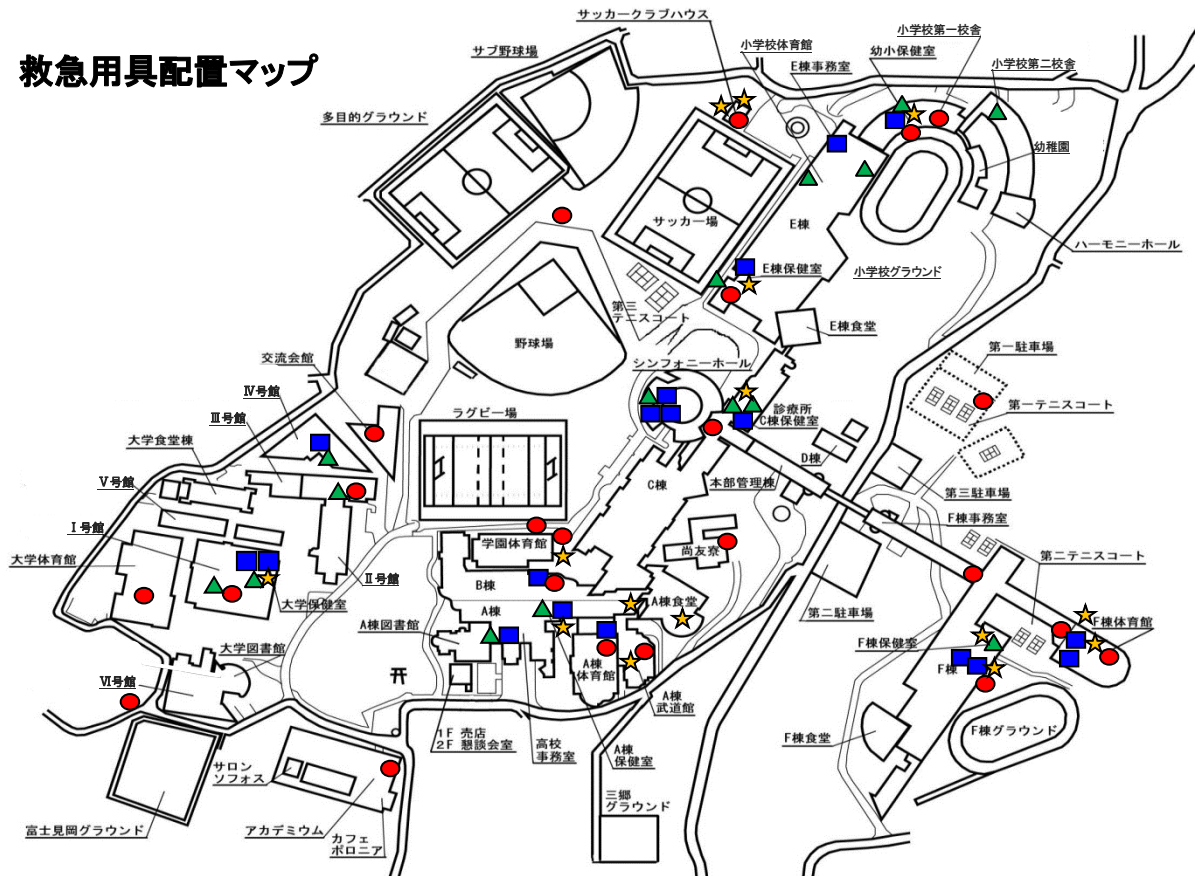 救急用具配置マップ
サッカークラブハウス
サブ野球場
多目的グラウンド
小学校体育館
E棟事務室
小学校第一校舎
幼小保健室
小学校第二校舎
幼稚園
サッカー場
E棟
ハーモニーホール
E棟保健室
小学校グラウンド
第三
テニスコート
E棟食堂
野球場
シンフォニーホール
第一駐車場
交流会館
Ⅳ号館
Ⅲ号館
大学食堂棟
Ⅴ号館
Ⅰ号館
大学体育館
ラグビー場
診療所
C棟保健室
第一テニスコート
D棟
本部管理棟
C棟
第三駐車場
F棟事務室
学園体育館
尚友寮
第二テニスコート
Ⅱ号館
大学保健室
B棟
A棟
A棟食堂
第二駐車場
A棟図書館
F棟体育館
F棟保健室
大学図書館
Ⅵ号館
A棟
体育館
A棟
武道館
F棟
F棟グラウンド
F棟食堂
1F 売店
2F 懇談会室
高校
事務室
A棟
保健室
サロン
ソフォス
三郷
グラウンド
富士見岡グラウンド
アカデミウム
カフェ
ポロニア